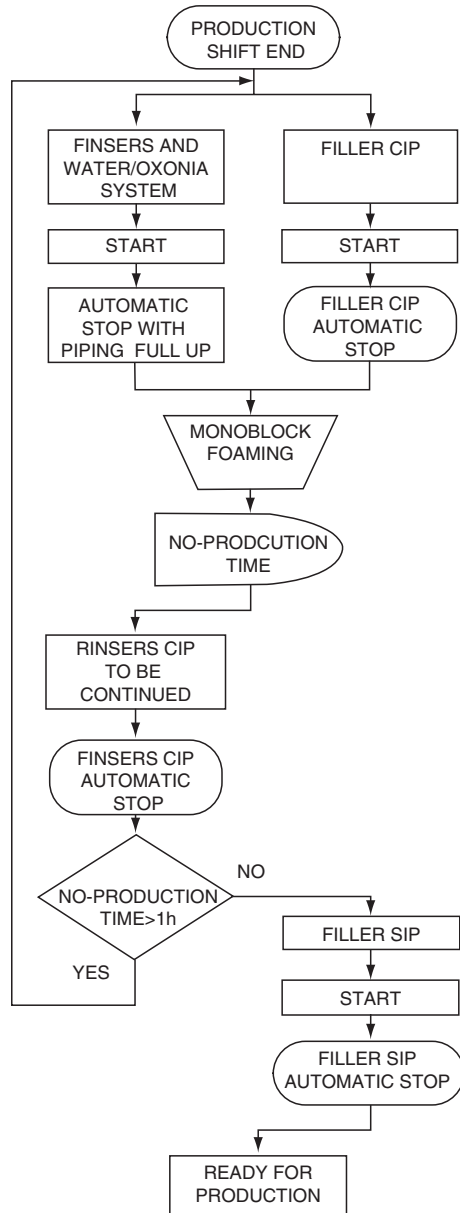 PRODUCTION
SHIFT END
FINSERS AND
WATER/OXONIA
SYSTEM
FILLER CIP
START
START
AUTOMATIC
STOP WITH
PIPING FULL UP
FILLER CIP
AUTOMATIC
STOP
MONOBLOCK
FOAMING
NO-PRODCUTION
TIME
RINSERS CIP
TO BE
CONTINUED
FINSERS CIP
AUTOMATIC
STOP
NO-PRODUCTION
TIME>1h
NO
YES
FILLER SIP
START
FILLER SIP
AUTOMATIC STOP
READY FOR
PRODUCTION